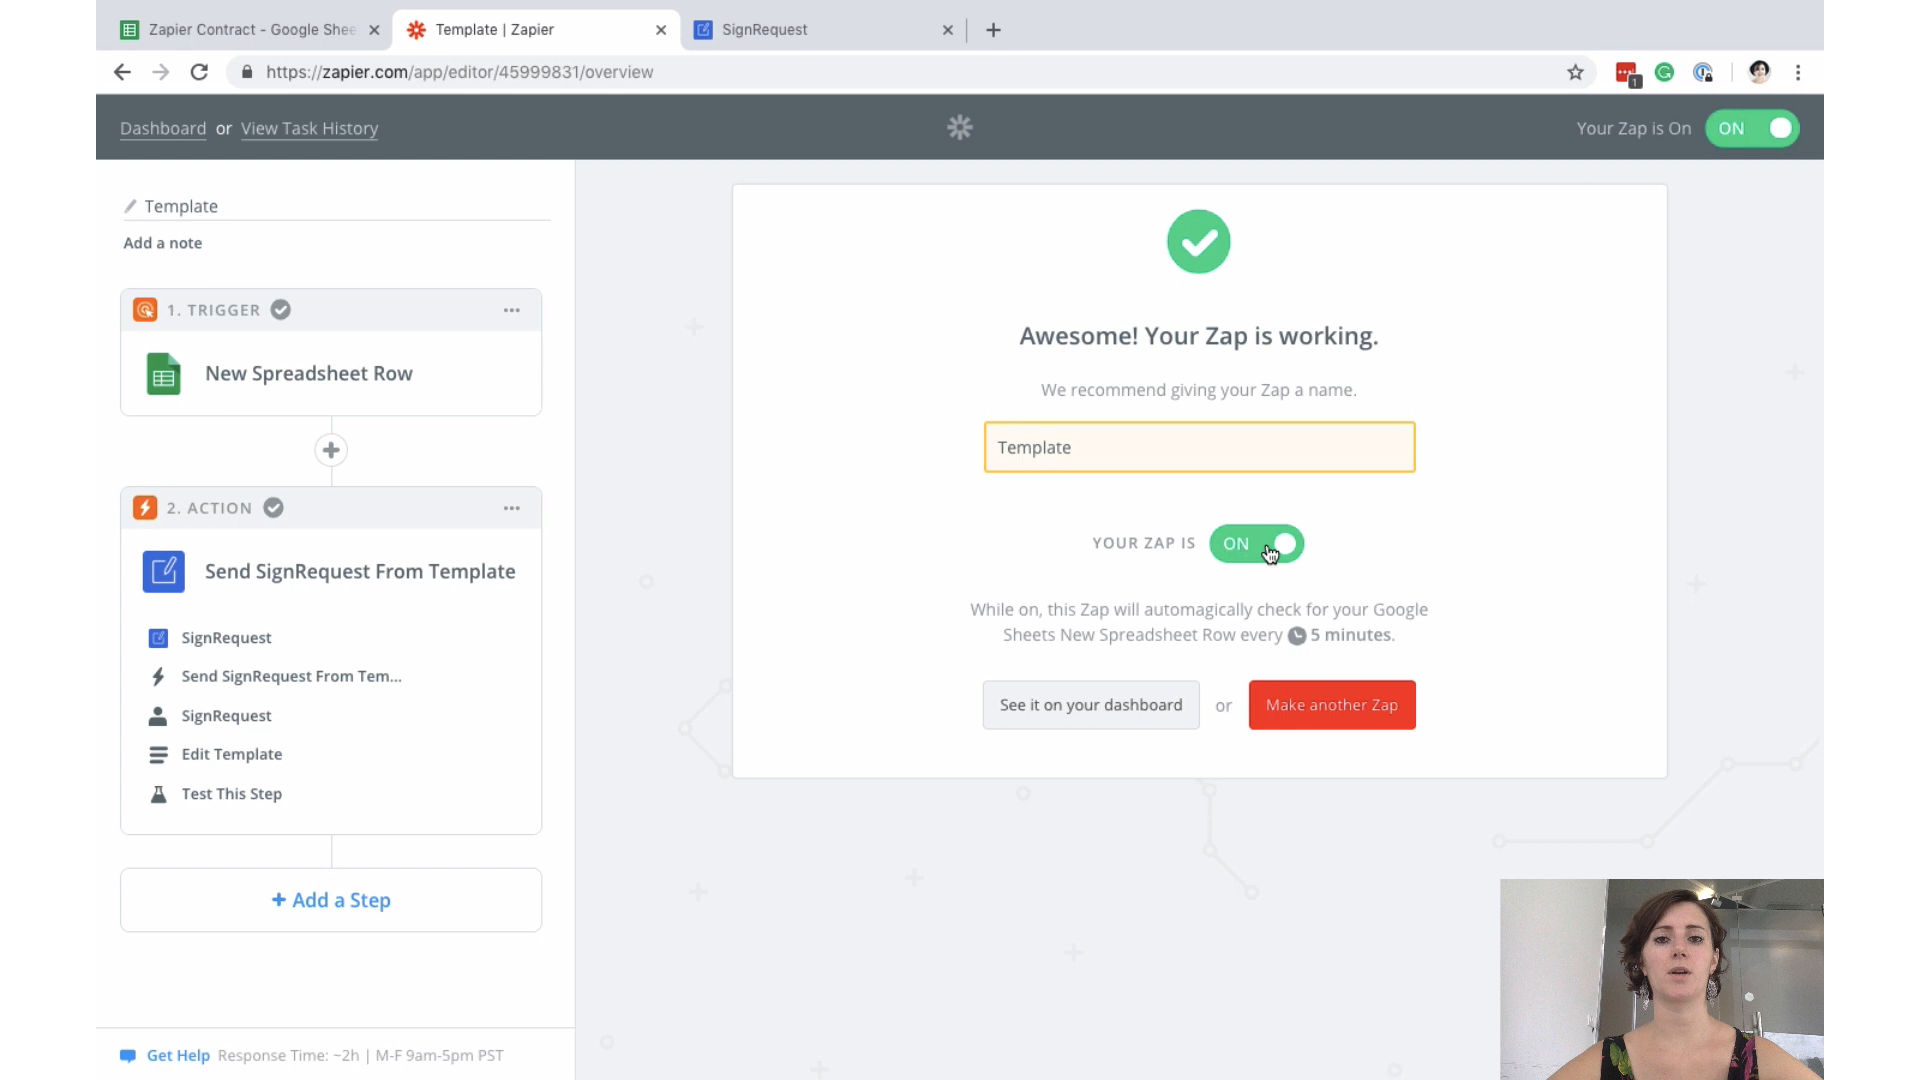 Zapier Contract - Google Shee
Template | Zapier
SignRequest
https://zapier.com/app/editor/45999831/overview
1
Dashboard or View Task History
Your Zap is On
ON
Template
Add a note
1. TRIGGER
New Spreadsheet Row
2. ACTION
Send SignRequest From Template
SignRequest
Send SignRequest From Tem...
SignRequest
Edit Template
Test This Step
+ Add a Step
Get Help Response Time: ~2h | M-F 9am-5pm PST
Awesome! Your Zap is working.
We recommend giving your Zap a name.
Template
YOUR ZAP IS ON
While on, this Zap will automagically check for your Google
Sheets New Spreadsheet Row every 5 minutes.
See it on your dashboard or Make another Zap